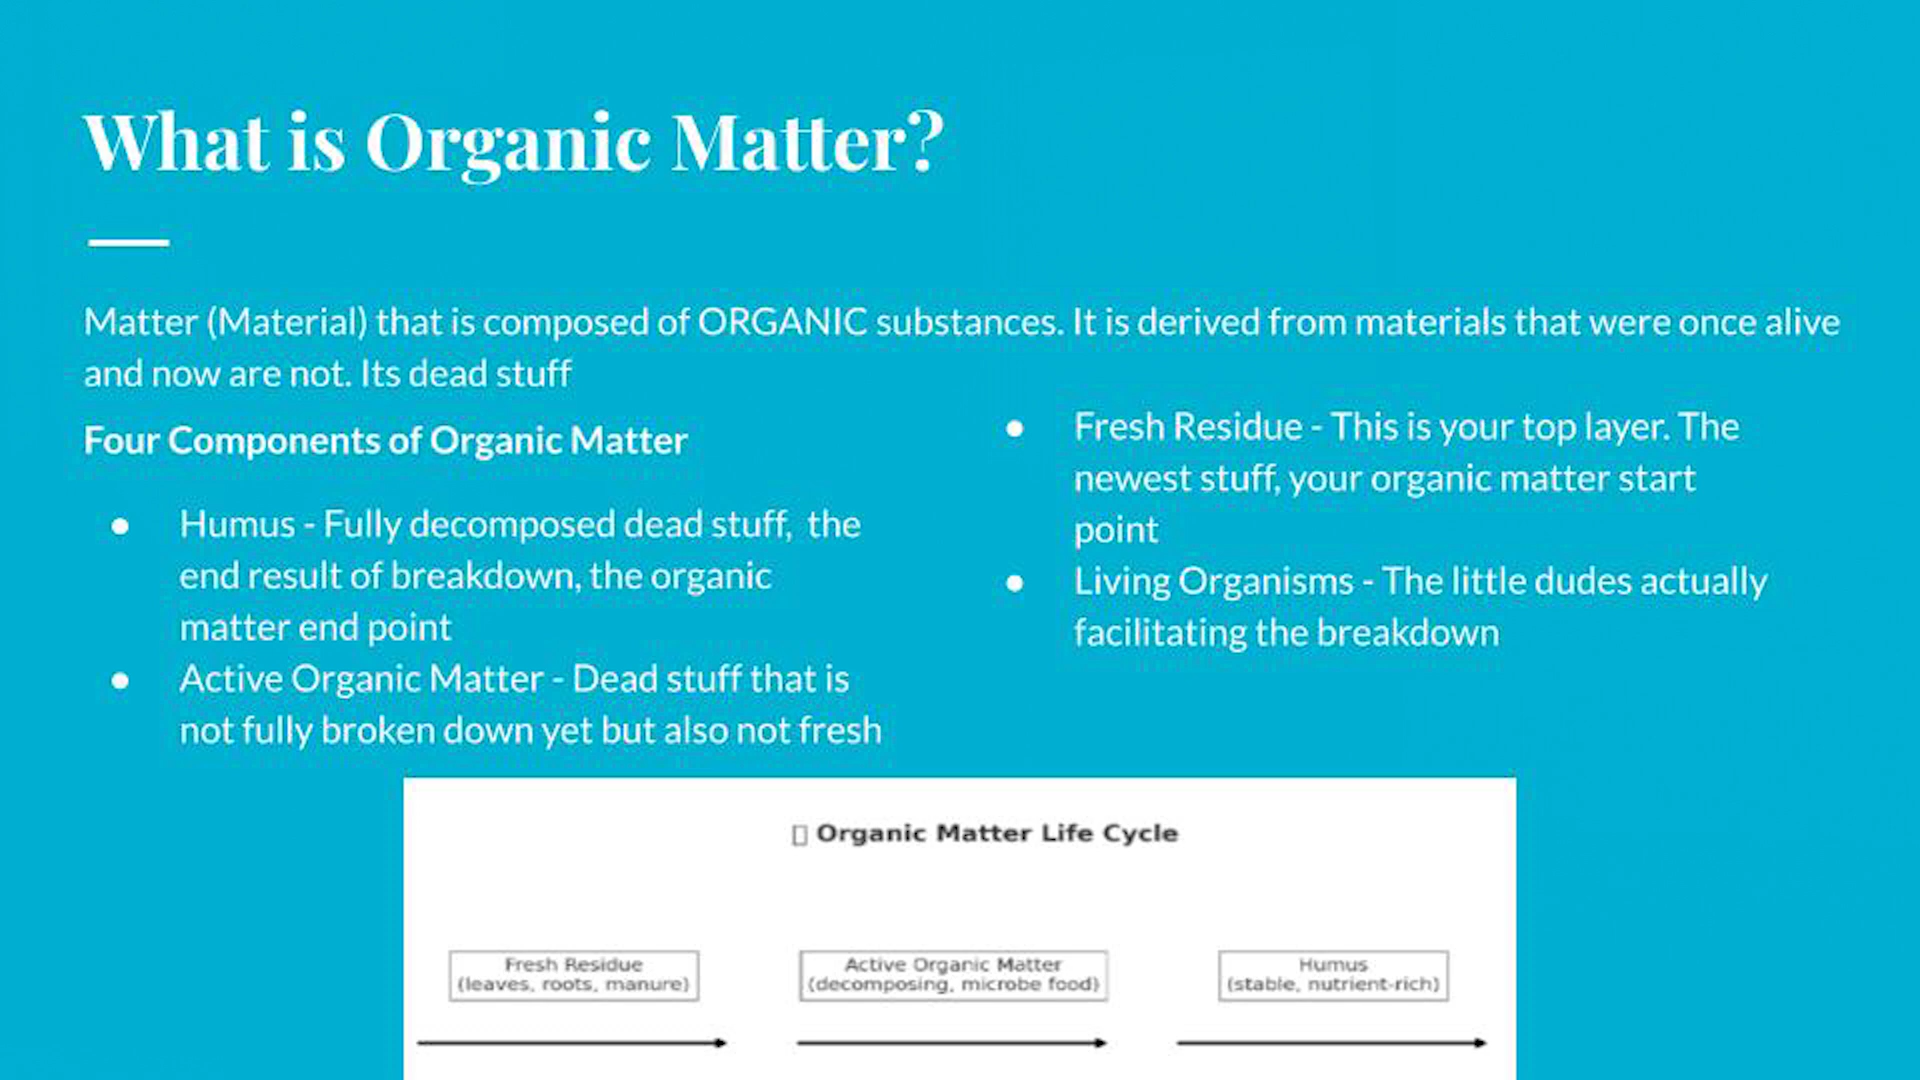 What is Organic Matter?
Matter (Material) that is composed of ORGANIC substances. It is derived from materials that were once alive
and now are not. Its dead stuff
Four Components of Organic Matter
● Humus - Fully decomposed dead stuff,  the
end result of breakdown, the organic
matter end point
● Active Organic Matter - Dead stuff that is
not fully broken down yet but also not fresh
● Fresh Residue - This is your top layer. The
newest stuff, your organic matter start
point
● Living Organisms - The little dudes actually
facilitating the breakdown
Organic Matter Life Cycle
Fresh Residue
(leaves, roots, manure)
Active Organic Matter
(decomposing, microbe food)
Humus
(stable, nutrient-rich)